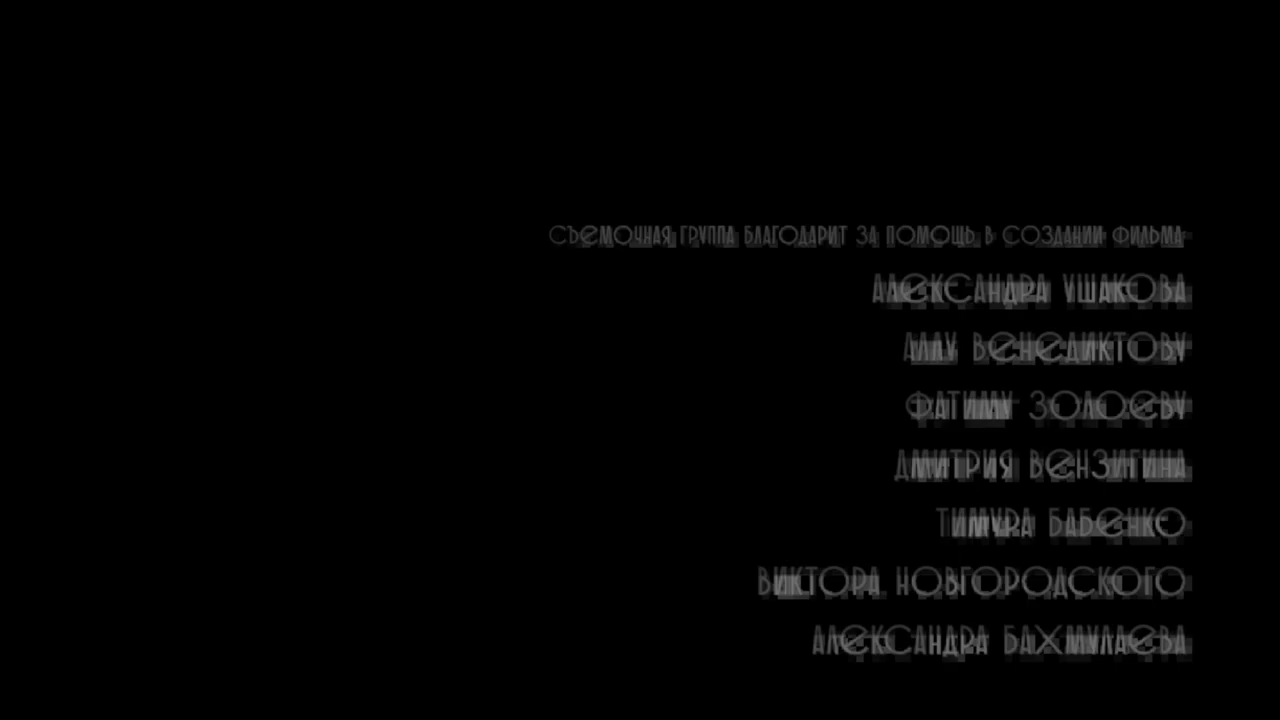 СЪЕМОЧНАЯ ГРУППА БЛАГОДАРИТ ЗА ПОМОЩЬ В СОЗДАНИИ ФИЛЬМА
АЛЕКСАНДРА УШАКОВА
АЛЛУ ВЕНЕДИКТОВУ
ФАТИМУ ЗОЛОЕВУ
ДМИТРИЯ ВЕНЗИГИНА
ТИМУРА БАБЕНКО
ВИКТОРА НОВГОРОДСКОГО
АЛЕКСАНДРА БАХМУЛАЕВА